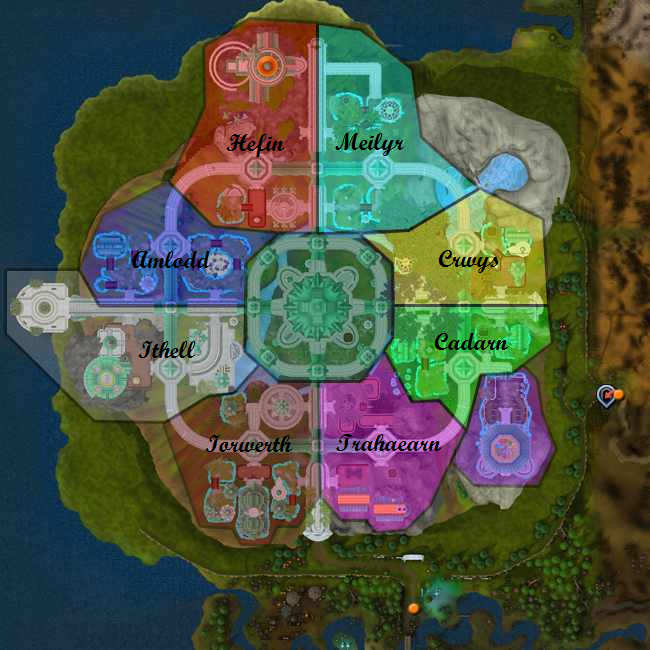 Hefin
Meilyr
Amlodd
Crwys
Ithell
Cadarn
Iorwerth
Trahaearn